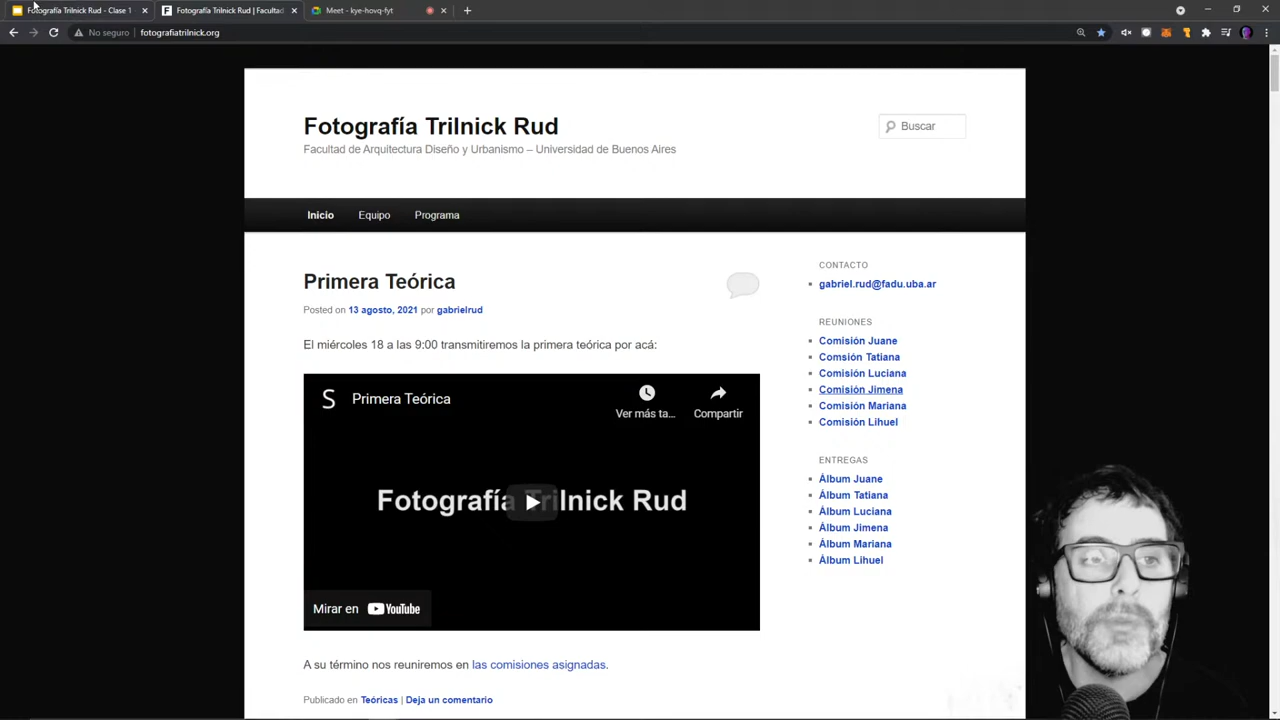 Fotografía Trilnick Rud - Clase 1
Fotografía Trilnick Rud | Facultad
Meet - kye-hovq-fyt
No seguro
fotografiatrilnick.org
Fotografía Trilnick Rud
Facultad de Arquitectura Diseño y Urbanismo – Universidad de Buenos Aires
Buscar
Inicio
Equipo
Programa
Primera Teórica
Posted on 13 agosto, 2021 por gabrielrud
El miércoles 18 a las 9:00 transmitiremos la primera teórica por acá:
S
Primera Teórica
Ver más ta...
Compartir
Fotografía Trilnick Rud
Mirar en YouTube
A su término nos reuniremos en las comisiones asignadas.
Publicado en Teóricas | Deja un comentario
CONTACTO
gabriel.rud@fadu.uba.ar
REUNIONES
Comisión Juane
Comsión Tatiana
Comisión Luciana
Comisión Jimena
Comisión Mariana
Comisión Lihuel
ENTREGAS
Álbum Juane
Álbum Tatiana
Álbum Luciana
Álbum Jimena
Álbum Mariana
Álbum Lihuel